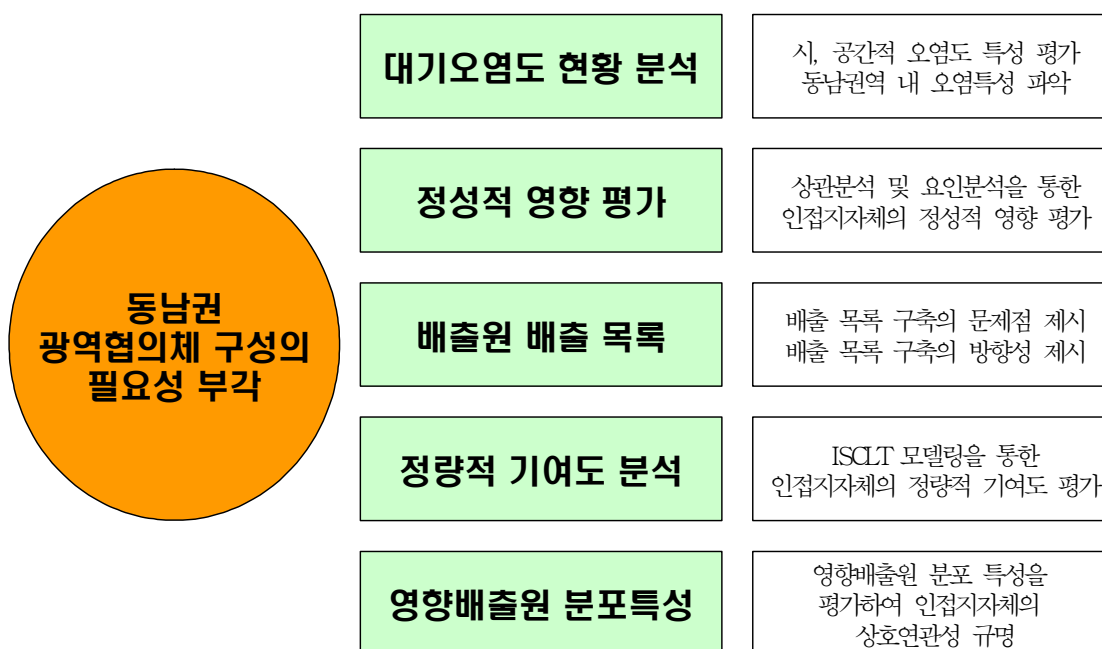 동남권
광역협의체 구성의
필요성 부각
대기오염도 현황 분석
시, 공간적 오염도 특성 평가
동남권역 내 오염특성 파악
정성적 영향 평가
상관분석 및 요인분석을 통한
인접지자체의 정성적 영향 평가
배출원 배출 목록
배출 목록 구축의 문제점 제시
배출 목록 구축의 방향성 제시
정량적 기여도 분석
ISCLT 모델링을 통한
인접지자체의 정량적 기여도 평가
영향배출원 분포특성
영향배출원 분포 특성을
평가하여 인접지자체의
상호연관성 규명